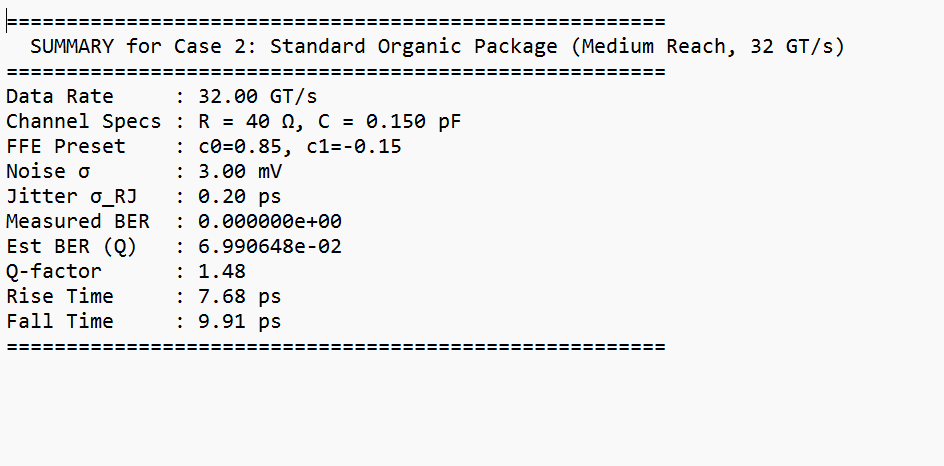 =======================================================
SUMMARY for Case 2: Standard Organic Package (Medium Reach, 32 GT/s)
=======================================================
Data Rate     : 32.00 GT/s
Channel Specs : R = 40 Ω, C = 0.150 pF
FFE Preset    : c0=0.85, c1=-0.15
Noise σ       : 3.00 mV
Jitter σ_RJ   : 0.20 ps
Measured BER  : 0.000000e+00
Est BER (Q)   : 6.990648e-02
Q-factor      : 1.48
Rise Time     : 7.68 ps
Fall Time     : 9.91 ps
=======================================================